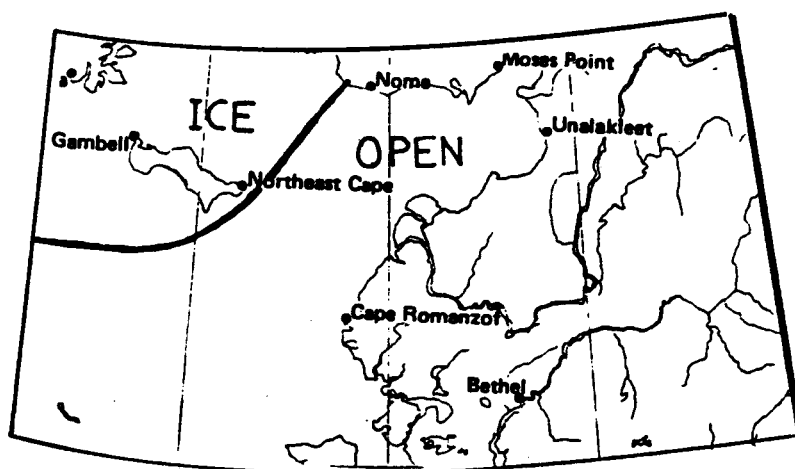 Moses Point
Nome
ICE
Unalakleet
Gambell
OPEN
Northeast Cape
Cape Romanzof
Bethel